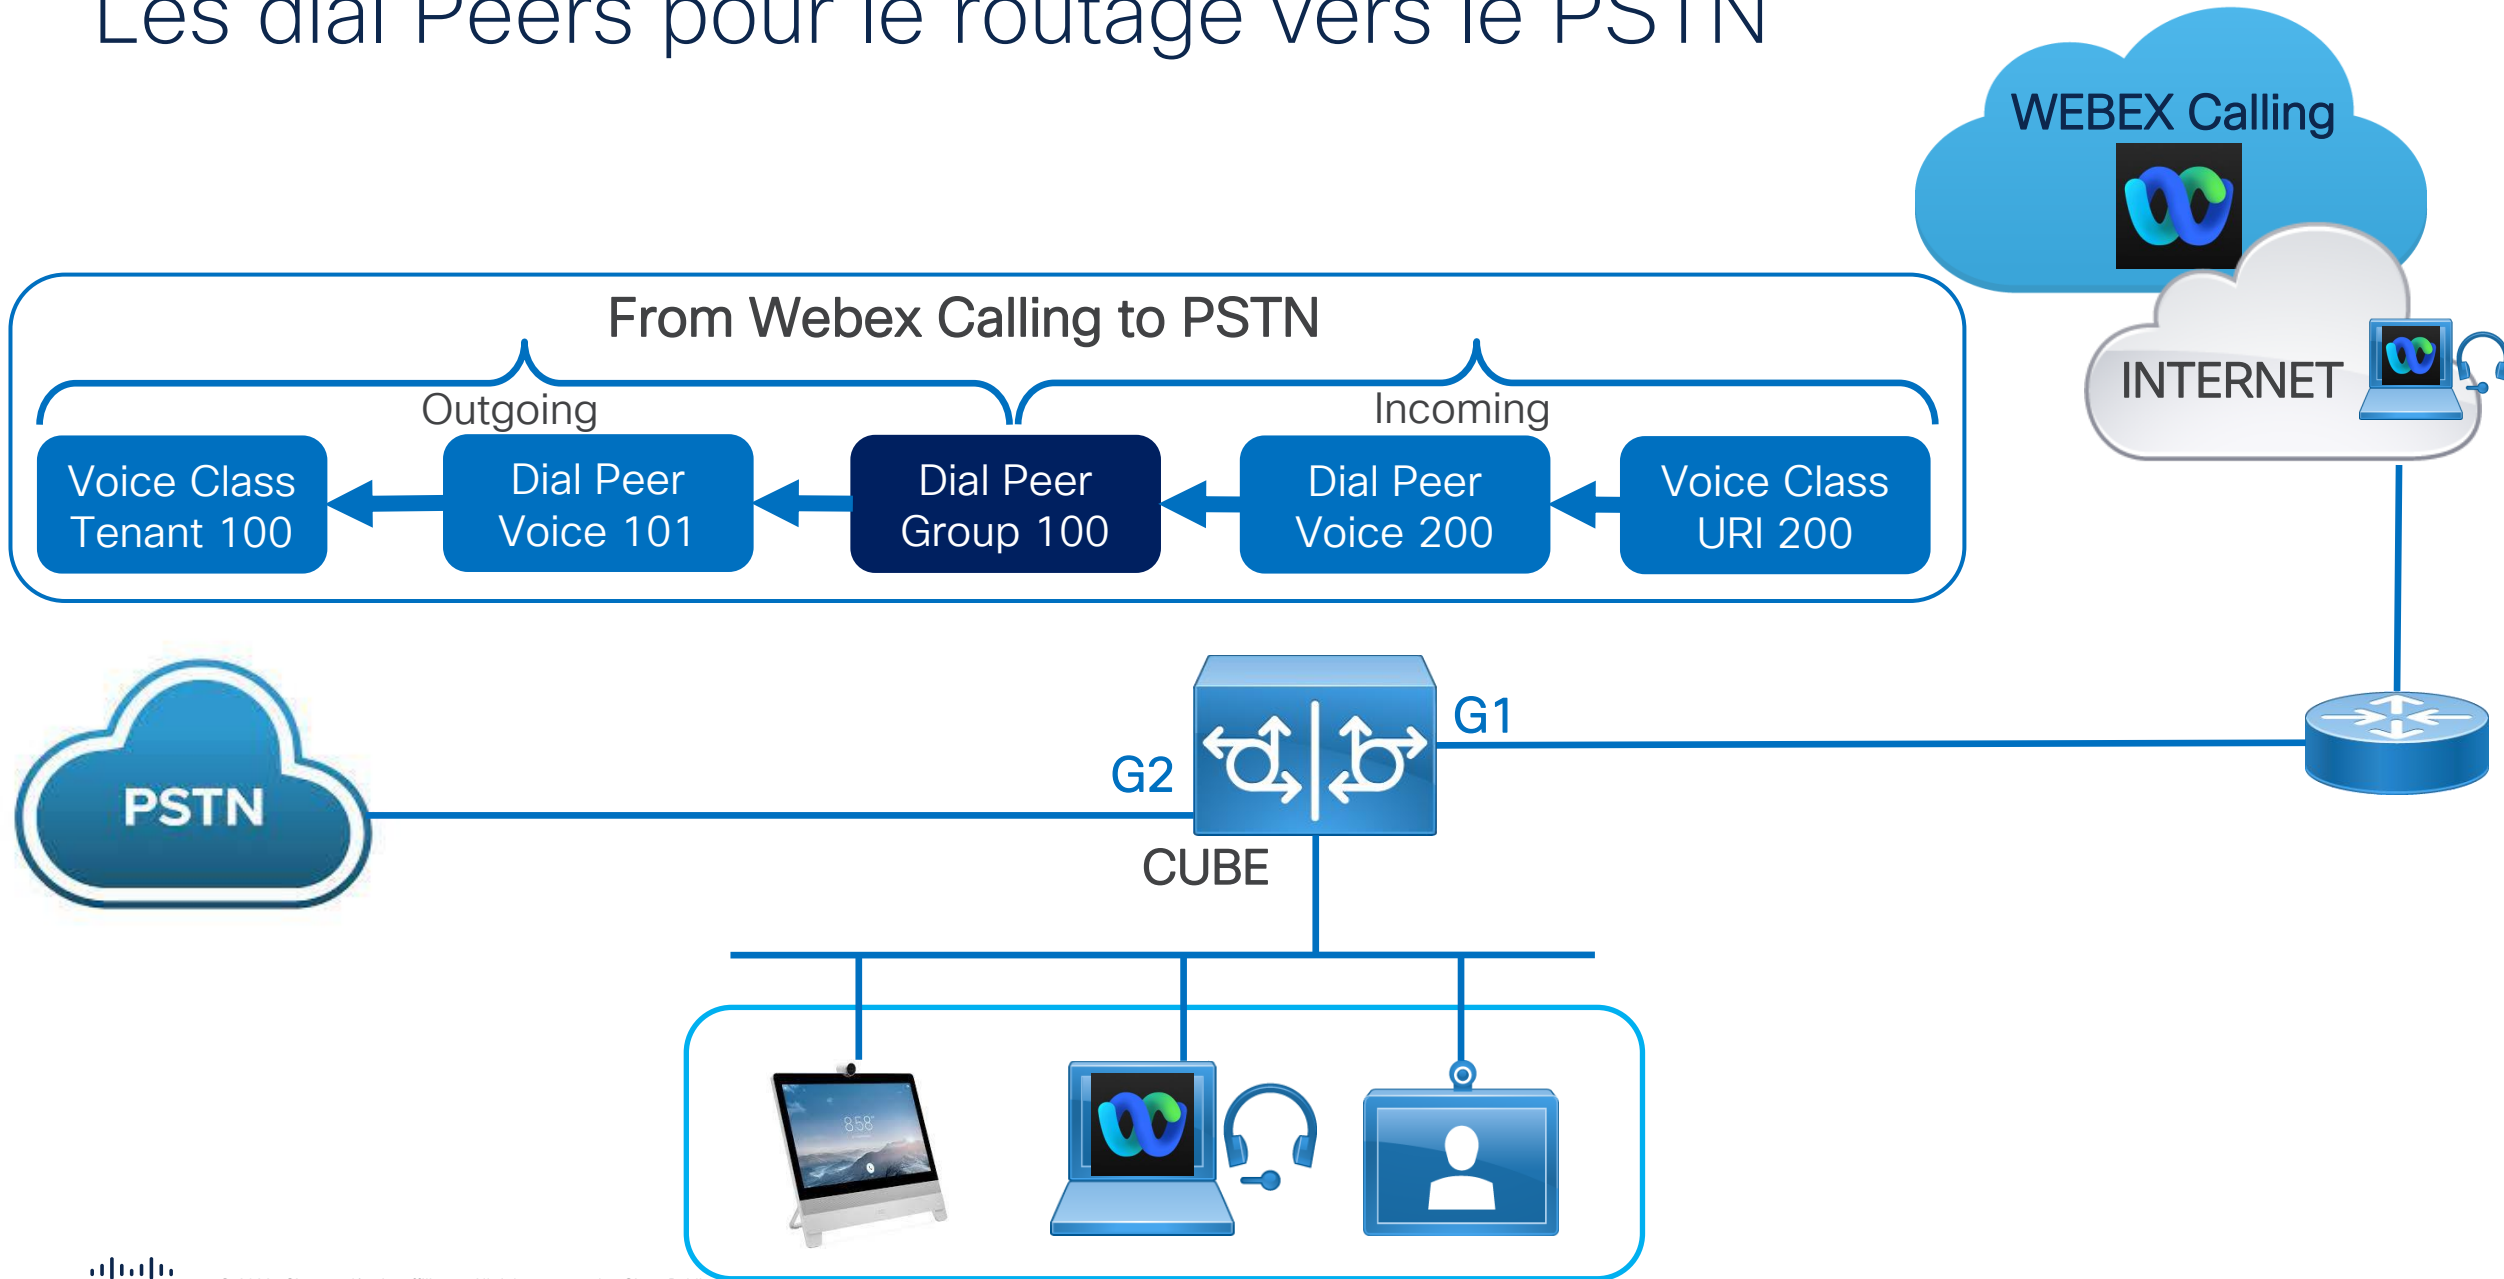 Les dial Peers pour le routage vers le PSTN
WEBEX Calling
INTERNET
From Webex Calling to PSTN
Outgoing
Incoming
Voice Class
Tenant 100
Dial Peer
Voice 101
Dial Peer
Group 100
Dial Peer
Voice 200
Voice Class
URI 200
PSTN
G2
G1
CUBE
8:58